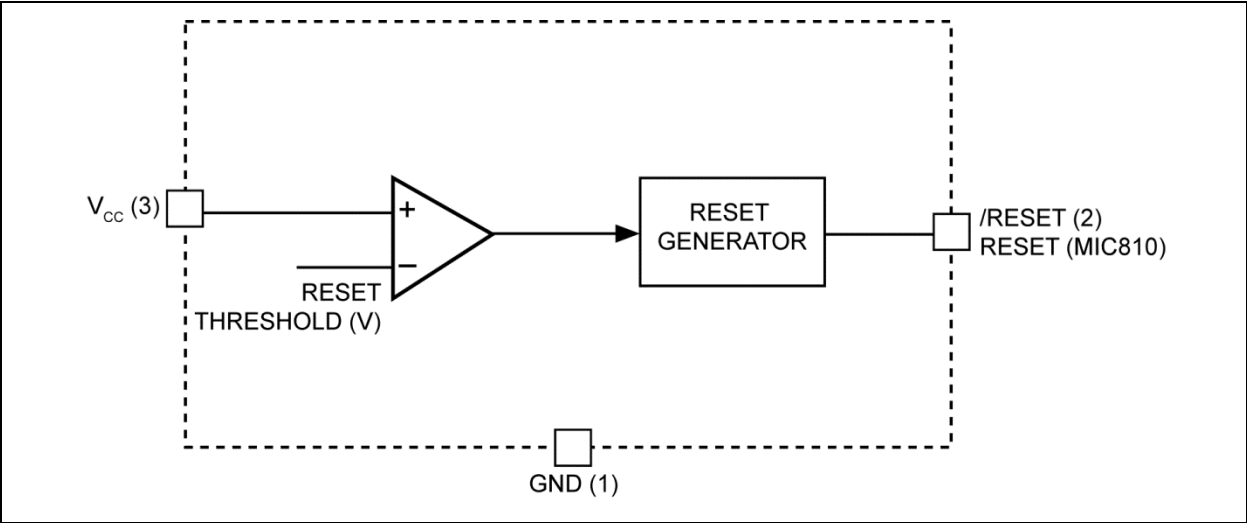 V_CC (3)
+
−
RESET
THRESHOLD (V)
RESET
GENERATOR
/RESET (2)
RESET (MIC810)
GND (1)